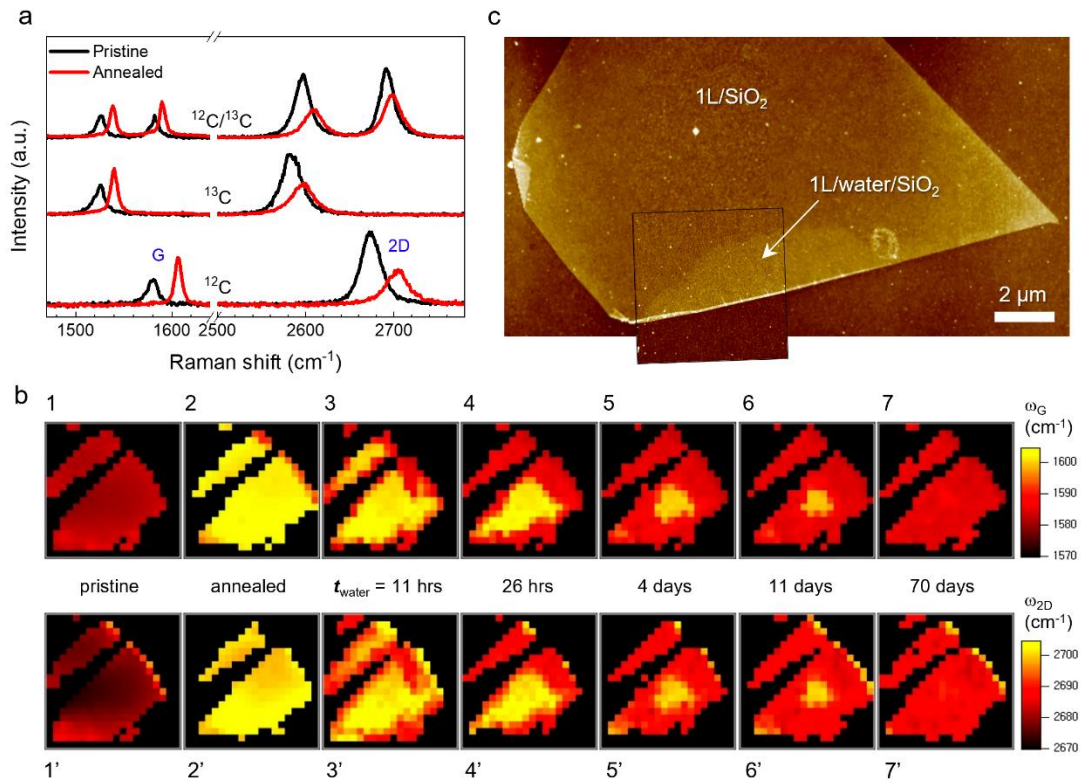 a
Pristine
Annealed
¹²C/¹³C
¹³C
G
2D
¹²C
Intensity (a.u.)
1500 1600 2500 2600 2700
Raman shift (cm⁻¹)
c
1L/SiO₂
1L/water/SiO₂
2 μm
b
1 2 3 4 5 6 7
ω_G
(cm⁻¹)
1600
1590
1580
1570
pristine annealed t_water = 11 hrs 26 hrs 4 days 11 days 70 days
ω_2D
(cm⁻¹)
2700
2690
2680
2670
1' 2' 3' 4' 5' 6' 7'